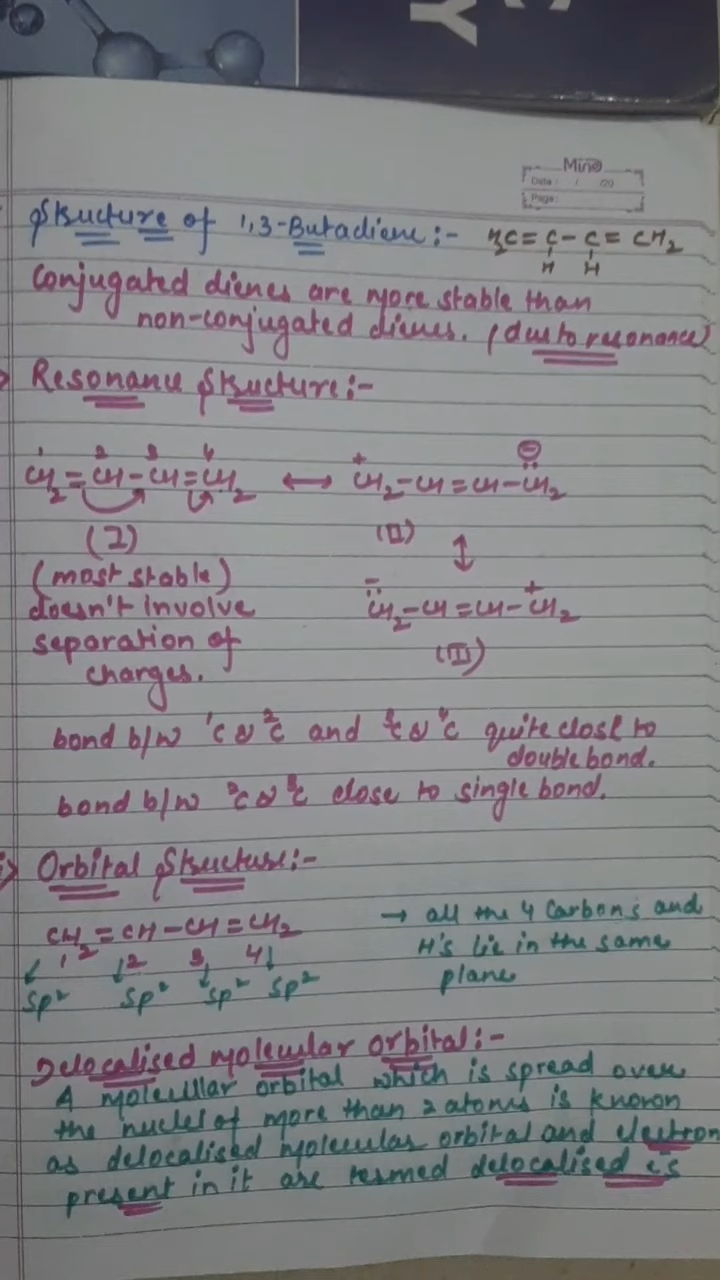 CY
Mino
Date : / /20
Page:
Structure of 1,3-Butadiene:- H2C=C-C=CH2
H H
Conjugated dienes are more stable than
non-conjugated dienes. (due to resonance)
Resonance Structure:-
1 2 3 4
CH2=CH-CH=CH2 ↔ +CH2-CH=CH-C̈H2 ⊖
(I) (II) ↕
(most stable)
doesn't involve -:CH2-CH=CH-CH2+
separation of (III)
charges.
bond b/w 1C & 2C and 3C & 4C quite close to
double bond.
bond b/w 2C & 3C close to single bond.
i) Orbital Structure:-
CH2=CH-CH=CH2 → all the 4 Carbons and
1 2 3 4 H's lie in the same
sp² sp² sp² sp² plane
Delocalised molecular orbital:-
A molecular orbital which is spread over
the nuclei of more than 2 atoms is known
as delocalised molecular orbital and electron
present in it are termed delocalised e's